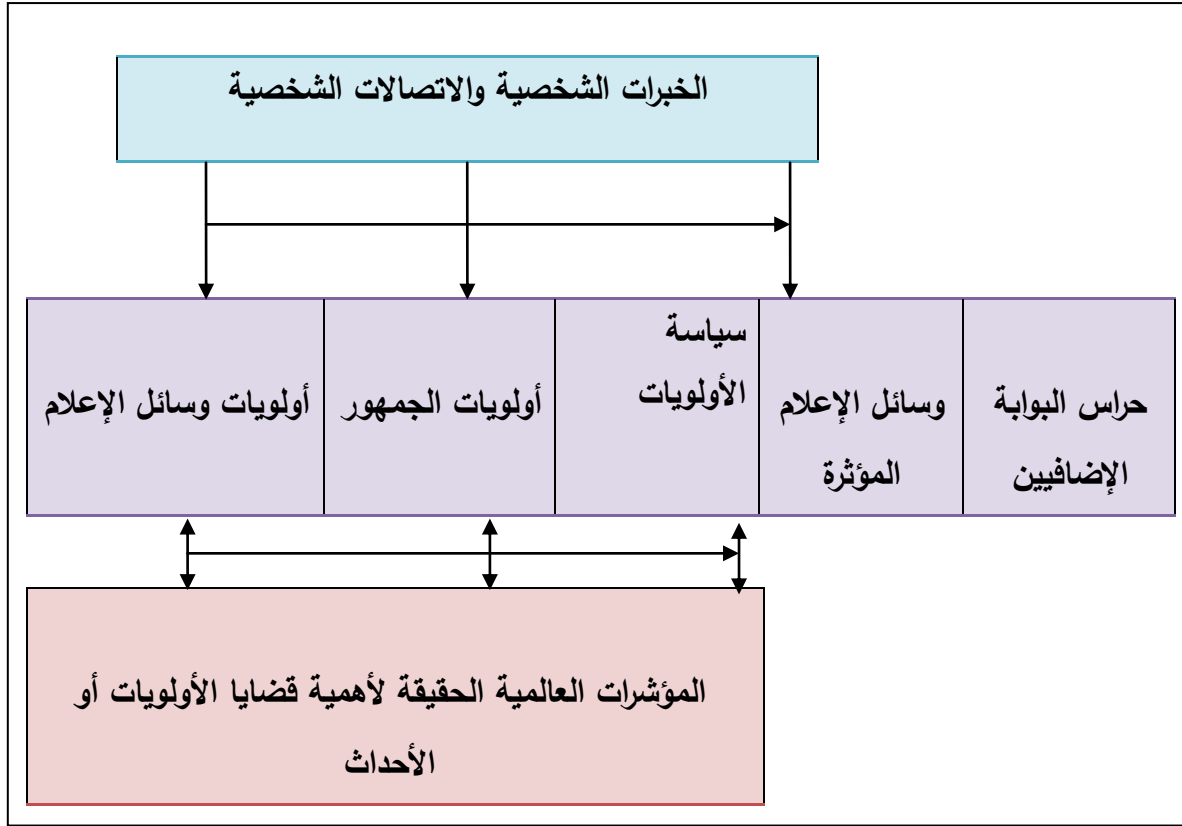 الخبرات الشخصية والاتصالات الشخصية
حراس البوابة
الإضافيين
وسائل الإعلام
المؤثرة
سياسة
الأولويات
أولويات الجمهور
أولويات وسائل الإعلام
المؤشرات العالمية الحقيقة لأهمية قضايا الأولويات أو
الأحداث